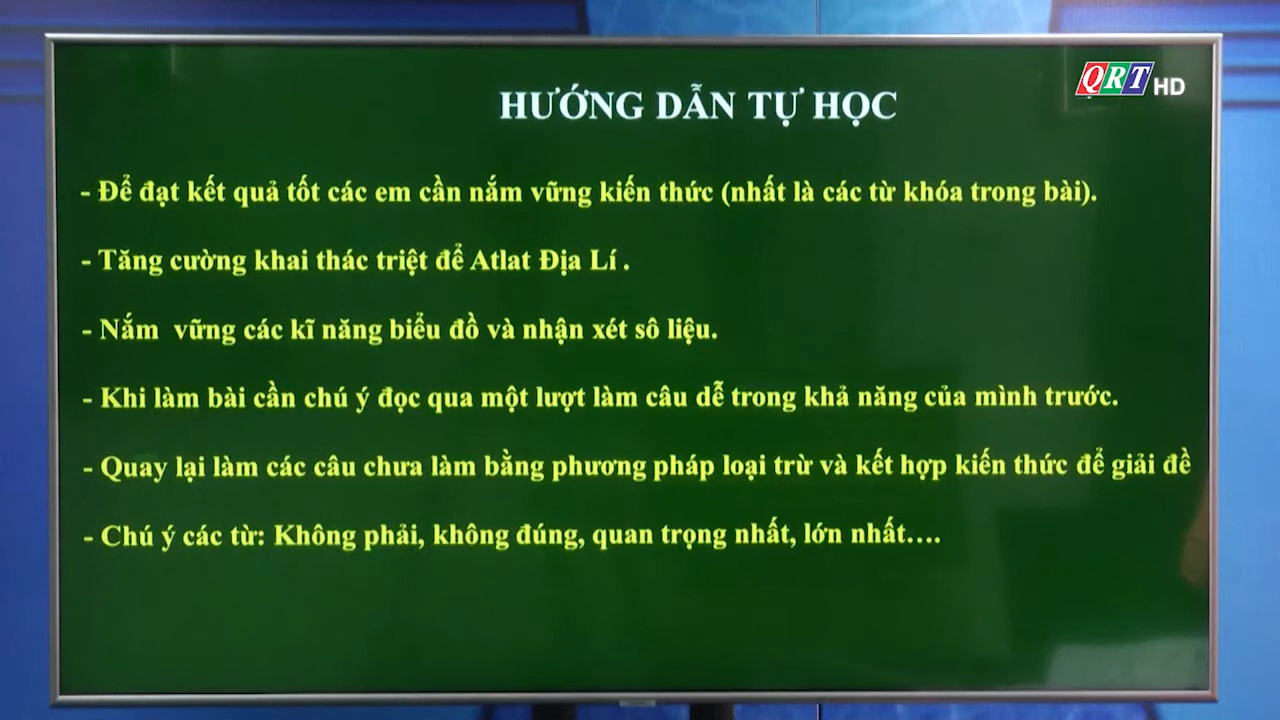 QRT HD
HƯỚNG DẪN TỰ HỌC
- Để đạt kết quả tốt các em cần nắm vững kiến thức (nhất là các từ khóa trong bài).
- Tăng cường khai thác triệt để Atlat Địa Lí .
- Nắm  vững các kĩ năng biểu đồ và nhận xét sô liệu.
- Khi làm bài cần chú ý đọc qua một lượt làm câu dễ trong khả năng của mình trước.
- Quay lại làm các câu chưa làm bằng phương pháp loại trừ và kết hợp kiến thức để giải đề
- Chú ý các từ: Không phải, không đúng, quan trọng nhất, lớn nhất….